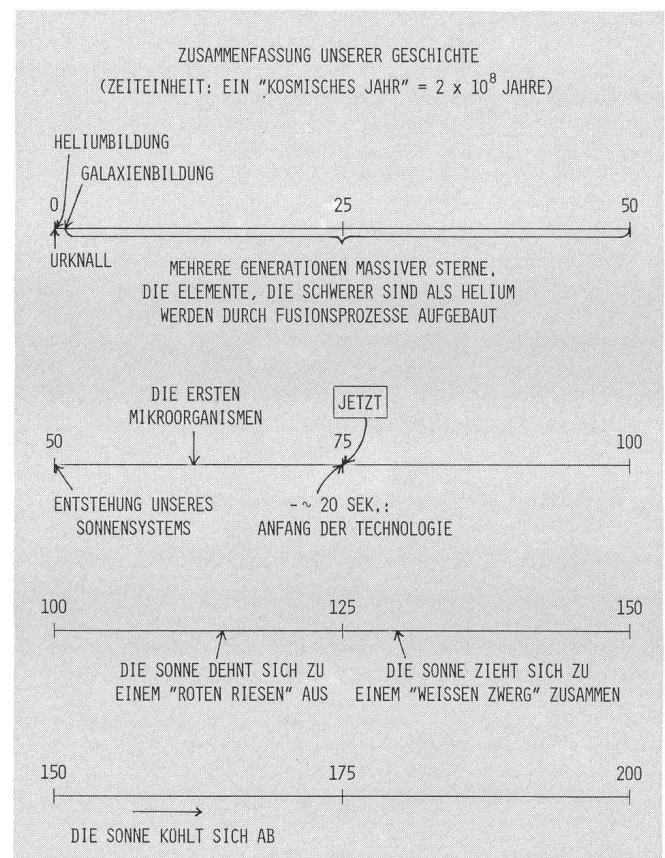 ZUSAMMENFASSUNG UNSERER GESCHICHTE
(ZEITEINHEIT: EIN "KOSMISCHES JAHR" = 2 x 10⁸ JAHRE)
HELIUMBILDUNG
GALAXIENBILDUNG
0 25 50
URKNALL
MEHRERE GENERATIONEN MASSIVER STERNE.
DIE ELEMENTE, DIE SCHWERER SIND ALS HELIUM
WERDEN DURCH FUSIONSPROZESSE AUFGEBAUT
DIE ERSTEN
MIKROORGANISMEN
JETZT
50 75 100
ENTSTEHUNG UNSERES
SONNENSYSTEMS
-~ 20 SEK.:
ANFANG DER TECHNOLOGIE
100 125 150
DIE SONNE DEHNT SICH ZU
EINEM "ROTEN RIESEN" AUS
DIE SONNE ZIEHT SICH ZU
EINEM "WEISSEN ZWERG" ZUSAMMEN
150 175 200
DIE SONNE KÜHLT SICH AB